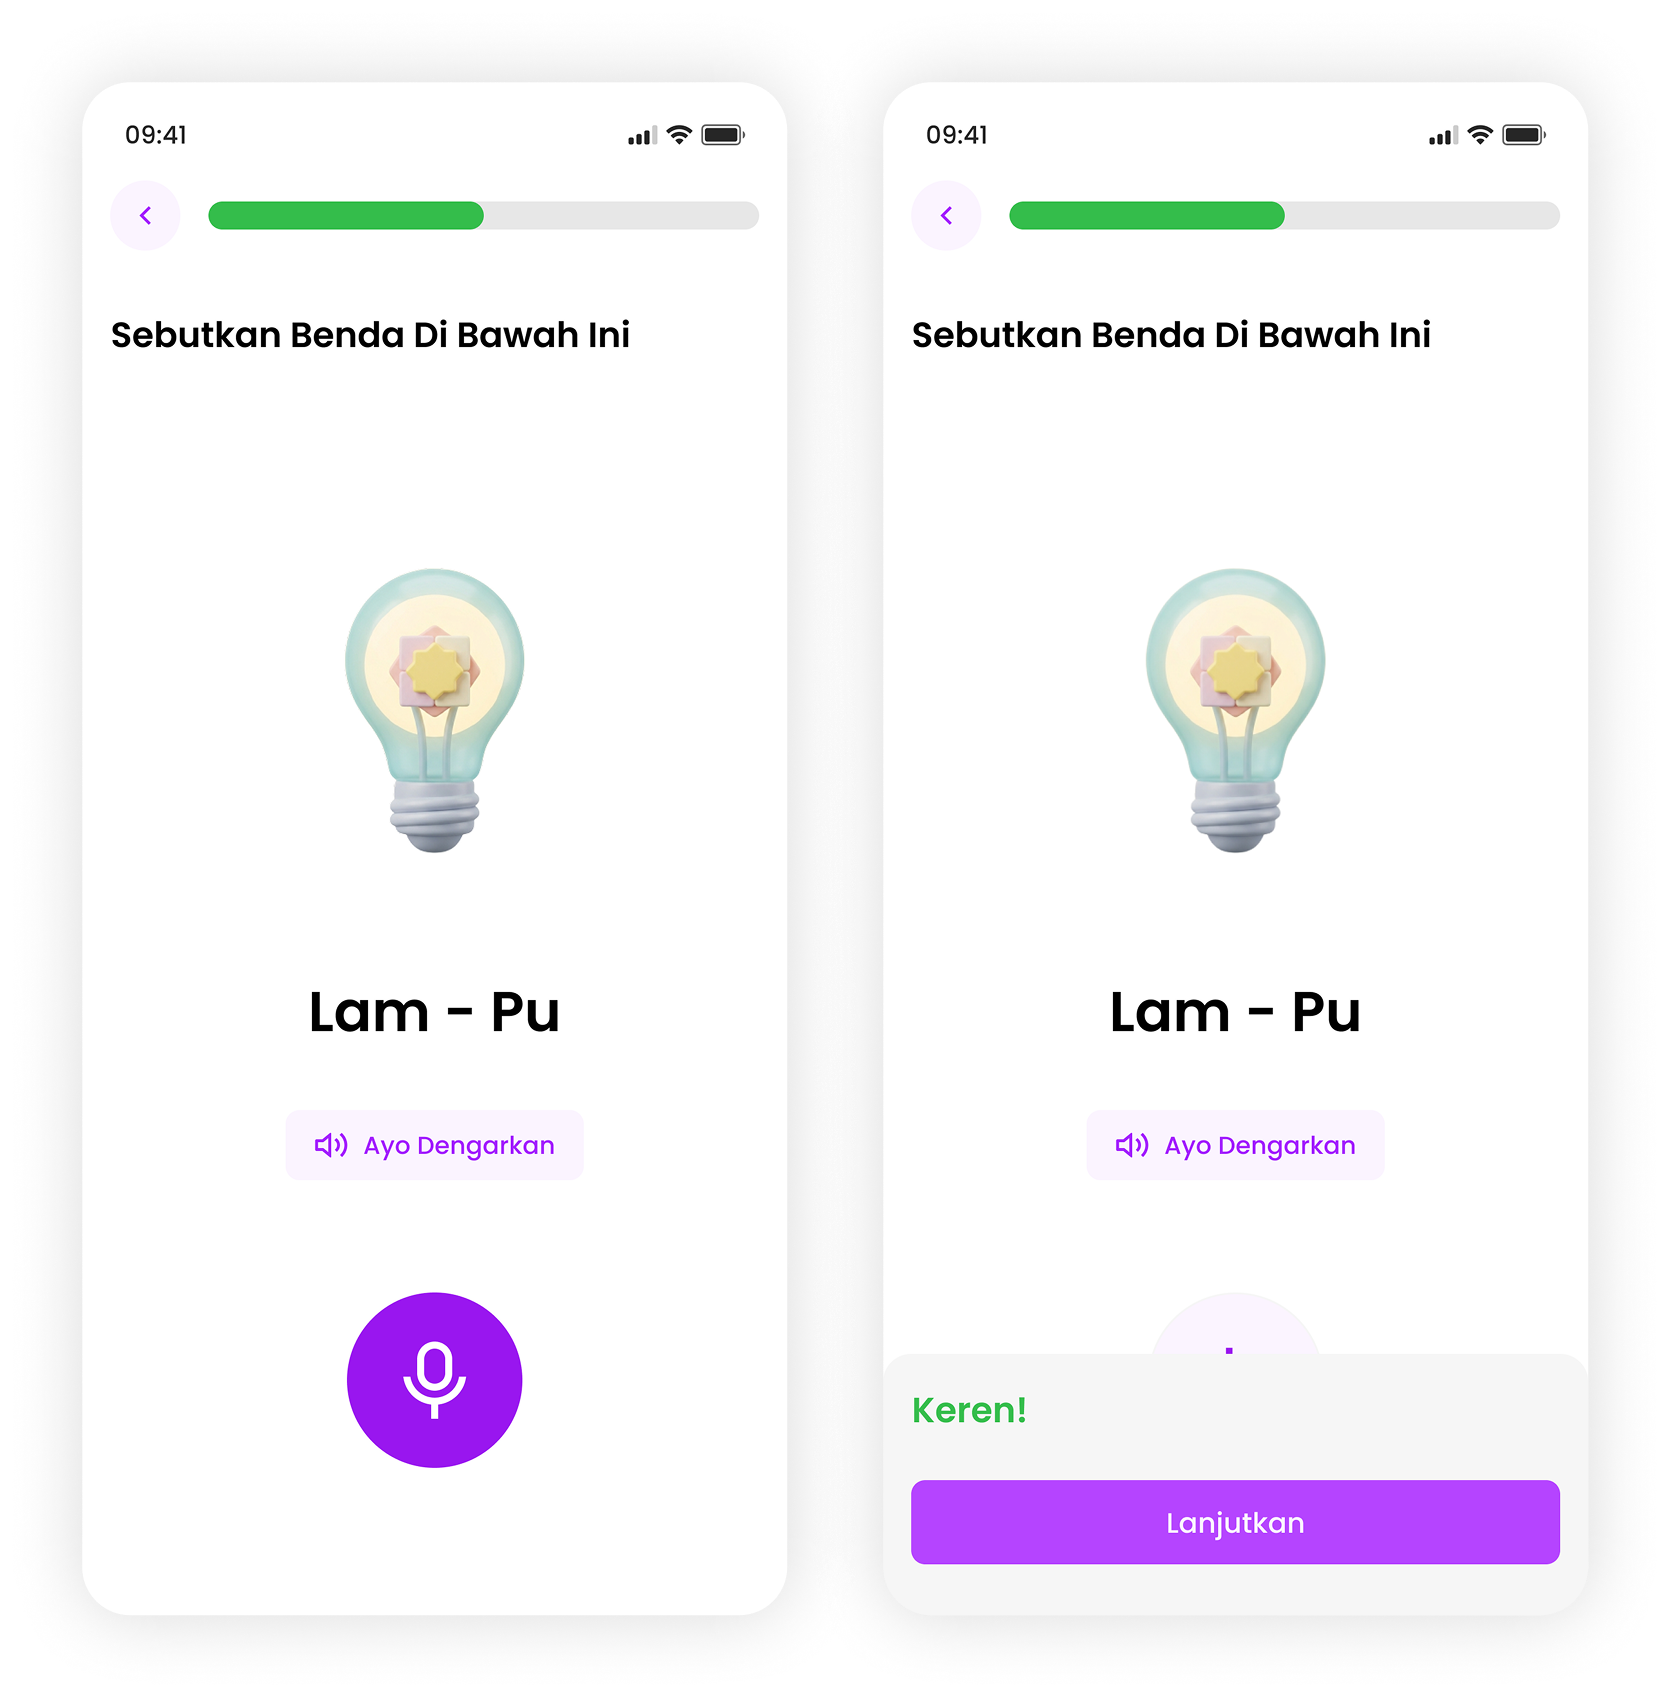 09:41
Sebutkan Benda Di Bawah Ini
Lam - Pu
Ayo Dengarkan
09:41
Sebutkan Benda Di Bawah Ini
Lam - Pu
Ayo Dengarkan
Keren!
Lanjutkan